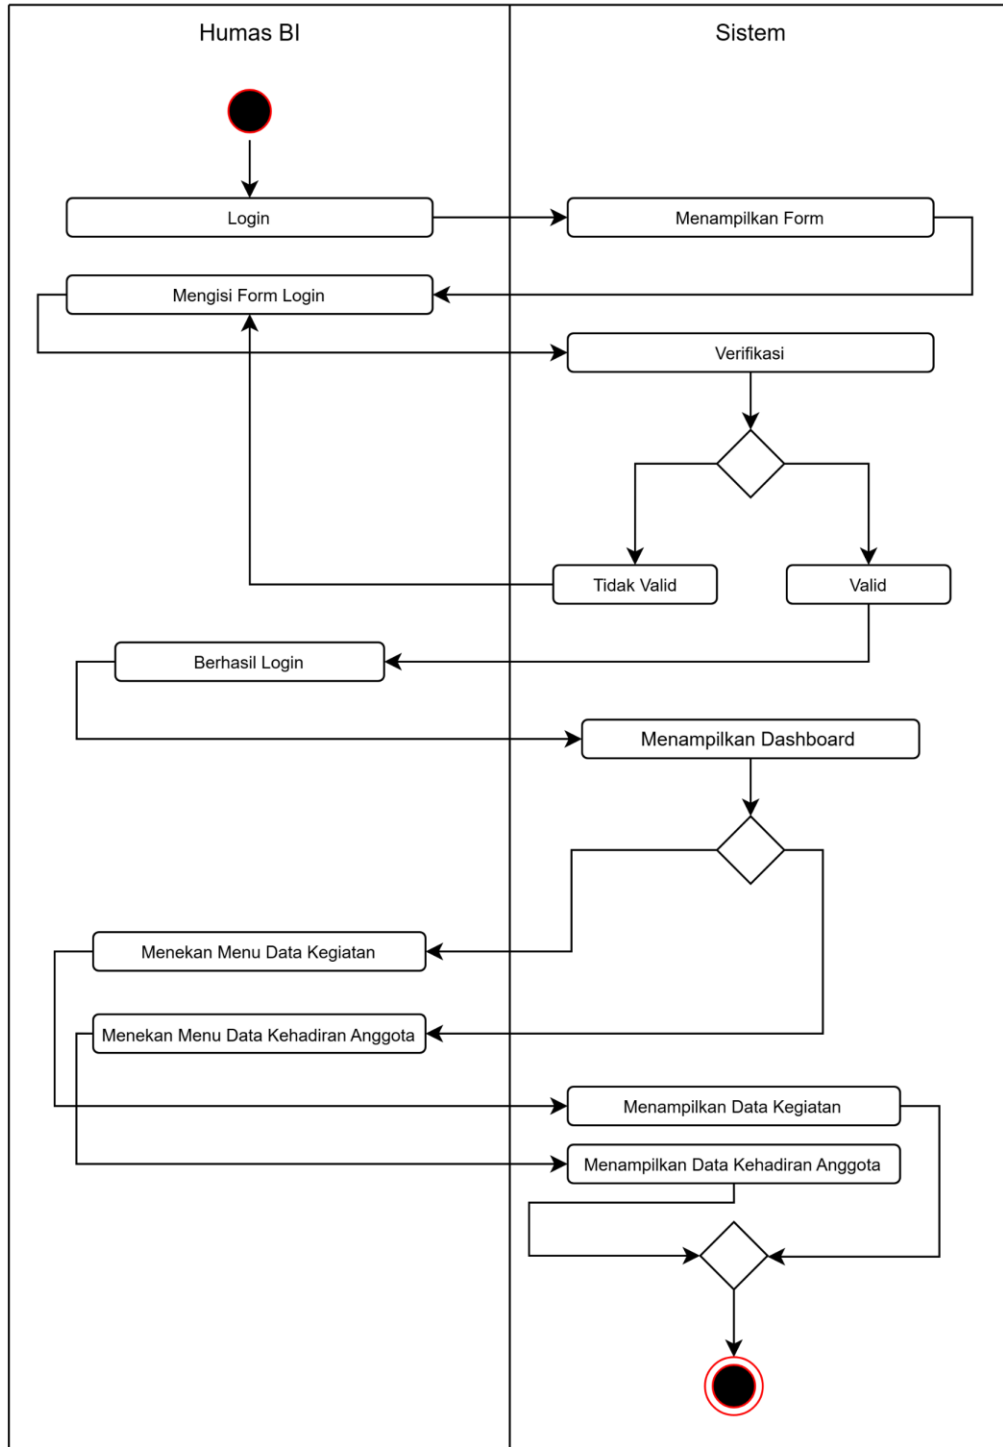 Humas BI
Sistem
Login
Menampilkan Form
Mengisi Form Login
Verifikasi
Tidak Valid
Valid
Berhasil Login
Menampilkan Dashboard
Menekan Menu Data Kegiatan
Menekan Menu Data Kehadiran Anggota
Menampilkan Data Kegiatan
Menampilkan Data Kehadiran Anggota